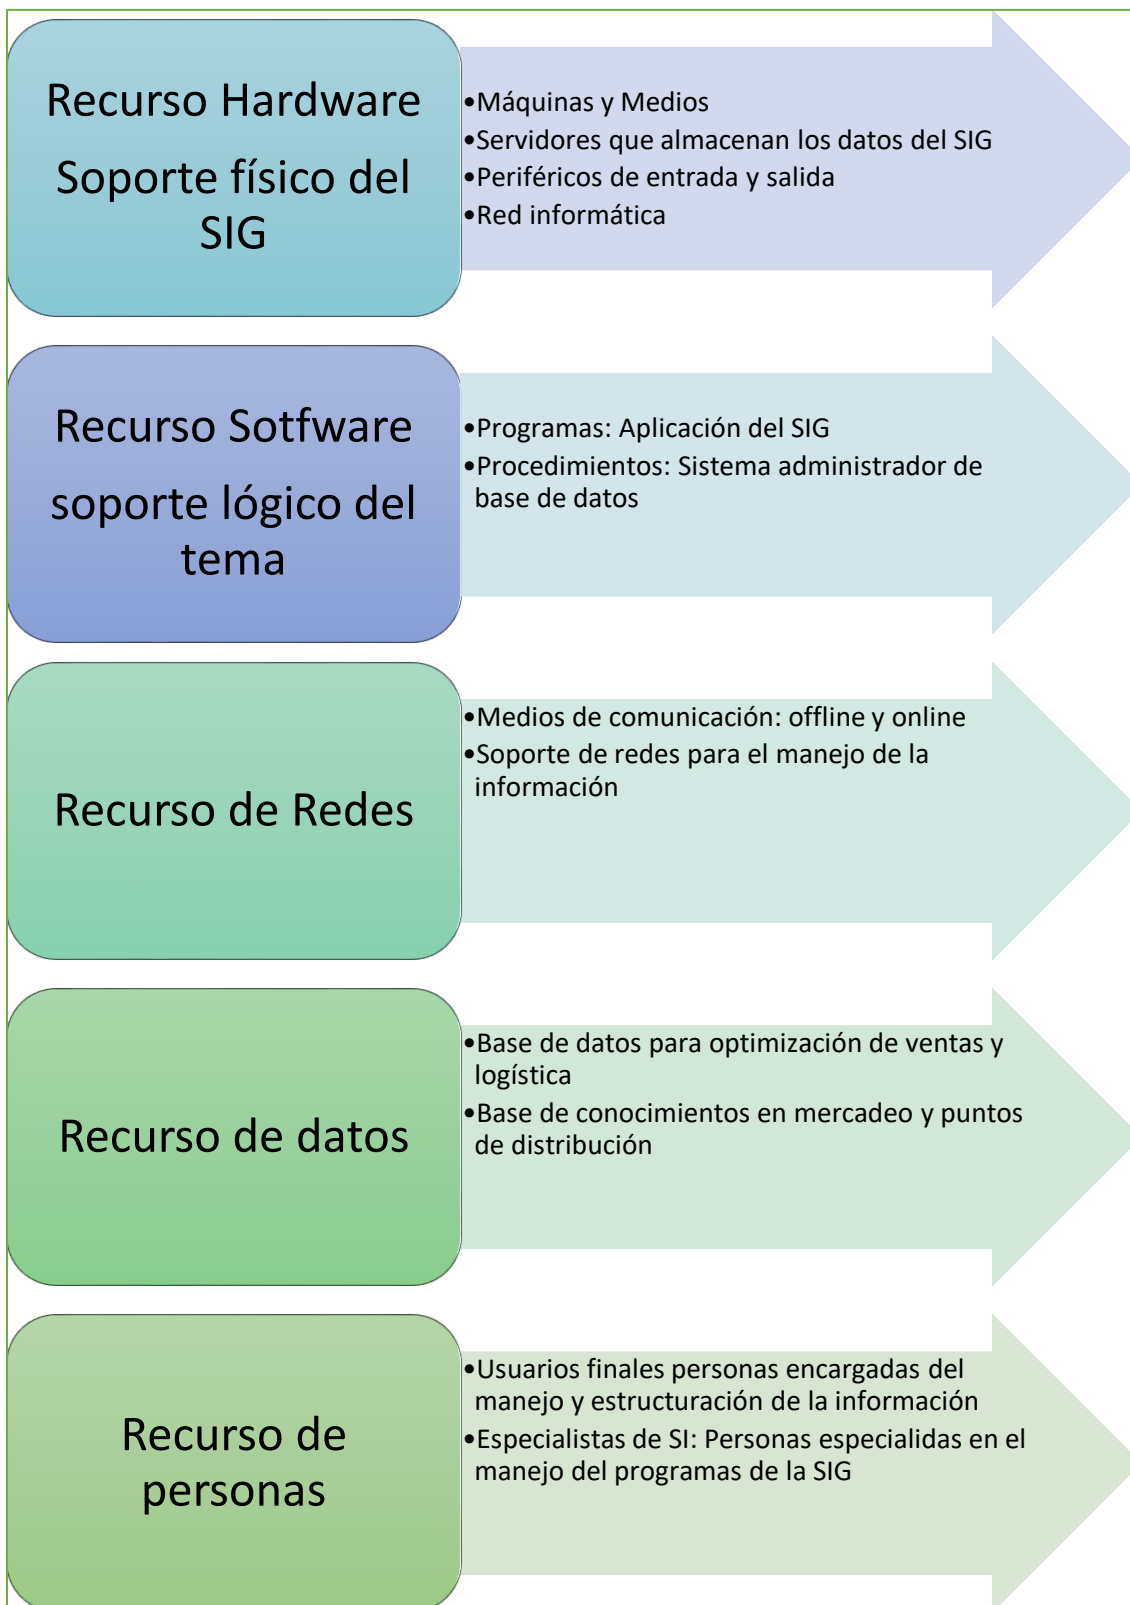 Recurso Hardware
Soporte físico del
SIG
•Máquinas y Medios
•Servidores que almacenan los datos del SIG
•Periféricos de entrada y salida
•Red informática
Recurso Sotfware
soporte lógico del
tema
•Programas: Aplicación del SIG
•Procedimientos: Sistema administrador de
base de datos
Recurso de Redes
•Medios de comunicación: offline y online
•Soporte de redes para el manejo de la
información
Recurso de datos
•Base de datos para optimización de ventas y
logística
•Base de conocimientos en mercadeo y puntos
de distribución
Recurso de
personas
•Usuarios finales personas encargadas del
manejo y estructuración de la información
•Especialistas de SI: Personas especialidas en el
manejo del programas de la SIG